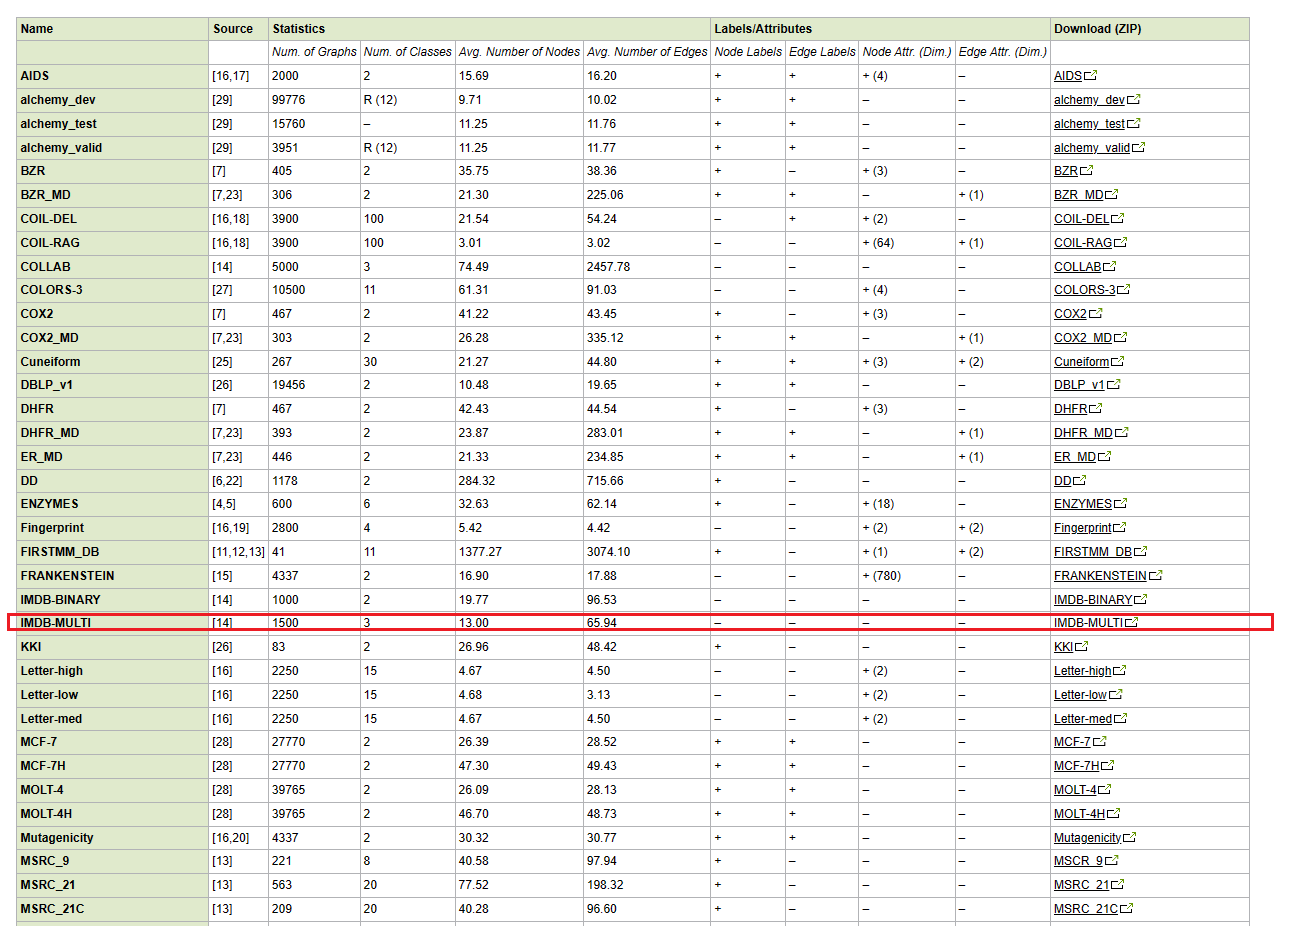 Name Source Statistics Labels/Attributes Download (ZIP)
Num. of Graphs Num. of Classes Avg. Number of Nodes Avg. Number of Edges Node Labels Edge Labels Node Attr. (Dim.) Edge Attr. (Dim.)
AIDS [16,17] 2000 2 15.69 16.20 + + + (4) – AIDS
alchemy_dev [29] 99776 R (12) 9.71 10.02 + + – – alchemy_dev
alchemy_test [29] 15760 – 11.25 11.76 + + – – alchemy_test
alchemy_valid [29] 3951 R (12) 11.25 11.77 + + – – alchemy_valid
BZR [7] 405 2 35.75 38.36 + – + (3) – BZR
BZR_MD [7,23] 306 2 21.30 225.06 + + – + (1) BZR_MD
COIL-DEL [16,18] 3900 100 21.54 54.24 – + + (2) – COIL-DEL
COIL-RAG [16,18] 3900 100 3.01 3.02 – – + (64) + (1) COIL-RAG
COLLAB [14] 5000 3 74.49 2457.78 – – – – COLLAB
COLORS-3 [27] 10500 11 61.31 91.03 – – + (4) – COLORS-3
COX2 [7] 467 2 41.22 43.45 + – + (3) – COX2
COX2_MD [7,23] 303 2 26.28 335.12 + + – + (1) COX2_MD
Cuneiform [25] 267 30 21.27 44.80 + + + (3) + (2) Cuneiform
DBLP_v1 [26] 19456 2 10.48 19.65 + + – – DBLP_v1
DHFR [7] 467 2 42.43 44.54 + – + (3) – DHFR
DHFR_MD [7,23] 393 2 23.87 283.01 + + – + (1) DHFR_MD
ER_MD [7,23] 446 2 21.33 234.85 + + – + (1) ER_MD
DD [6,22] 1178 2 284.32 715.66 + – – – DD
ENZYMES [4,5] 600 6 32.63 62.14 + – + (18) – ENZYMES
Fingerprint [16,19] 2800 4 5.42 4.42 – – + (2) + (2) Fingerprint
FIRSTMM_DB [11,12,13] 41 11 1377.27 3074.10 + – + (1) + (2) FIRSTMM_DB
FRANKENSTEIN [15] 4337 2 16.90 17.88 – – + (780) – FRANKENSTEIN
IMDB-BINARY [14] 1000 2 19.77 96.53 – – – – IMDB-BINARY
IMDB-MULTI [14] 1500 3 13.00 65.94 – – – – IMDB-MULTI
KKI [26] 83 2 26.96 48.42 + – – – KKI
Letter-high [16] 2250 15 4.67 4.50 – – + (2) – Letter-high
Letter-low [16] 2250 15 4.68 3.13 – – + (2) – Letter-low
Letter-med [16] 2250 15 4.67 4.50 – – + (2) – Letter-med
MCF-7 [28] 27770 2 26.39 28.52 + + – – MCF-7
MCF-7H [28] 27770 2 47.30 49.43 + + – – MCF-7H
MOLT-4 [28] 39765 2 26.09 28.13 + + – – MOLT-4
MOLT-4H [28] 39765 2 46.70 48.73 + + – – MOLT-4H
Mutagenicity [16,20] 4337 2 30.32 30.77 + + – – Mutagenicity
MSRC_9 [13] 221 8 40.58 97.94 + – – – MSCR_9
MSRC_21 [13] 563 20 77.52 198.32 + – – – MSRC_21
MSRC_21C [13] 209 20 40.28 96.60 + – – – MSRC_21C